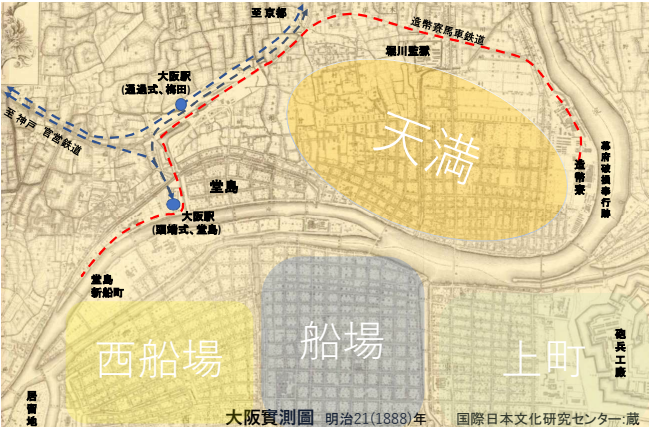 至 京都
造幣寮馬車鉄道
堀川監獄
大阪駅
(通過式、梅田)
至 神戸 官営鉄道
天満
造幣寮
幕府破損奉行跡
堂島
大阪駅
(頭端式、堂島)
堂島
新船町
西船場
船場
上町
砲兵工廠
居留地
大阪實測圖 明治21(1888)年 国際日本文化研究センター:蔵